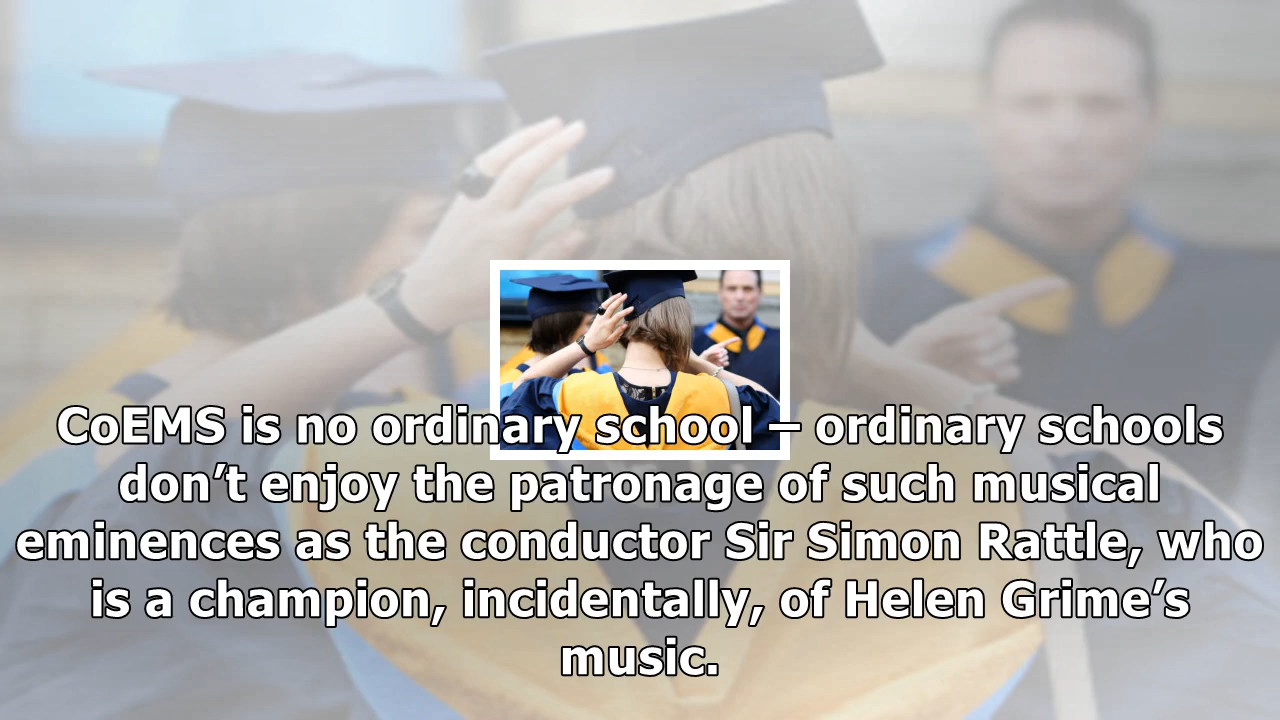 CoEMS is no ordinary school – ordinary schools
don’t enjoy the patronage of such musical
eminences as the conductor Sir Simon Rattle, who
is a champion, incidentally, of Helen Grime’s
music.